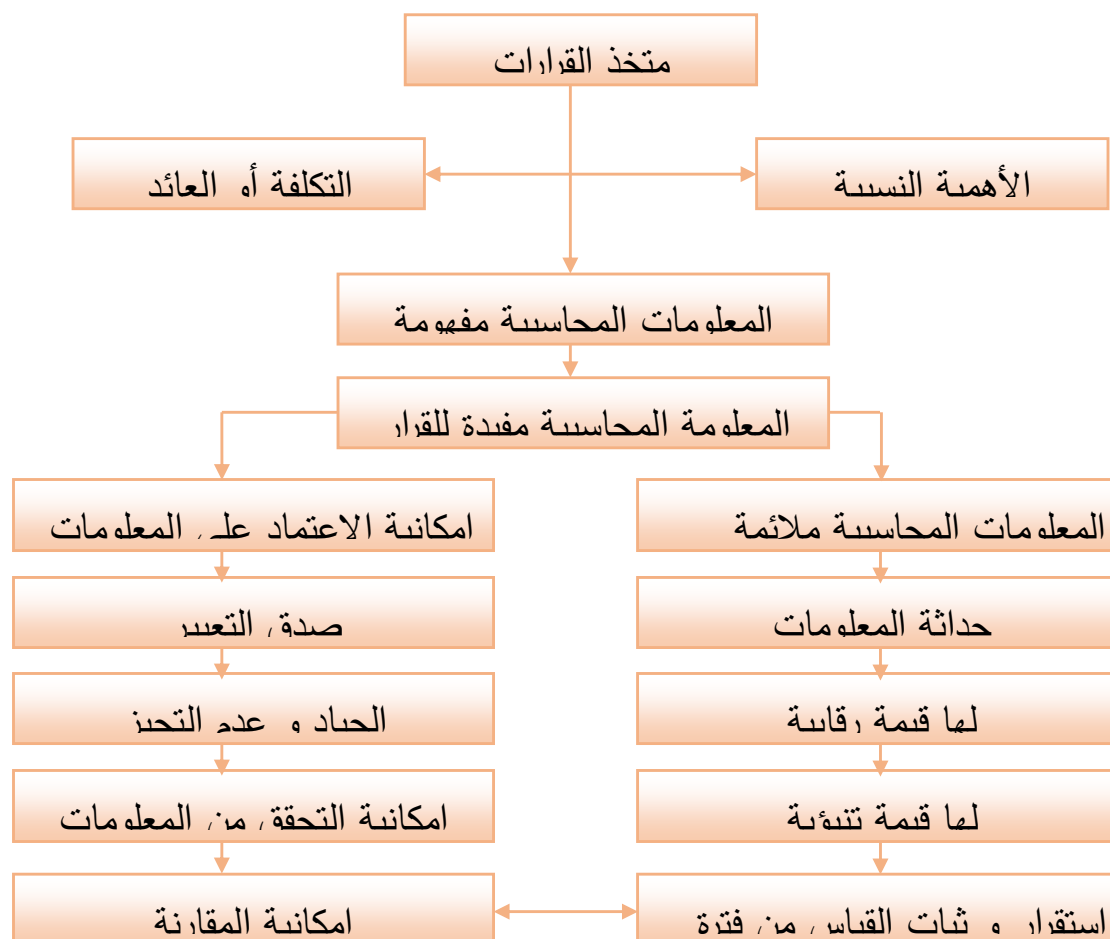 متخذ القرارات
الأهمية النسبية
التكلفة أو العائد
المعلومات المحاسبية مفهومة
المعلومة المحاسبية مفيدة للقرار
المعلومات المحاسبية ملائمة
امكانية الاعتماد على المعلومات
حداثة المعلومات
صدق التعبير
لها قيمة رقابية
الحياد و عدم التحيز
لها قيمة تنبؤية
امكانية التحقق من المعلومات
استقرار و ثبات القياس من فترة
امكانية المقارنة